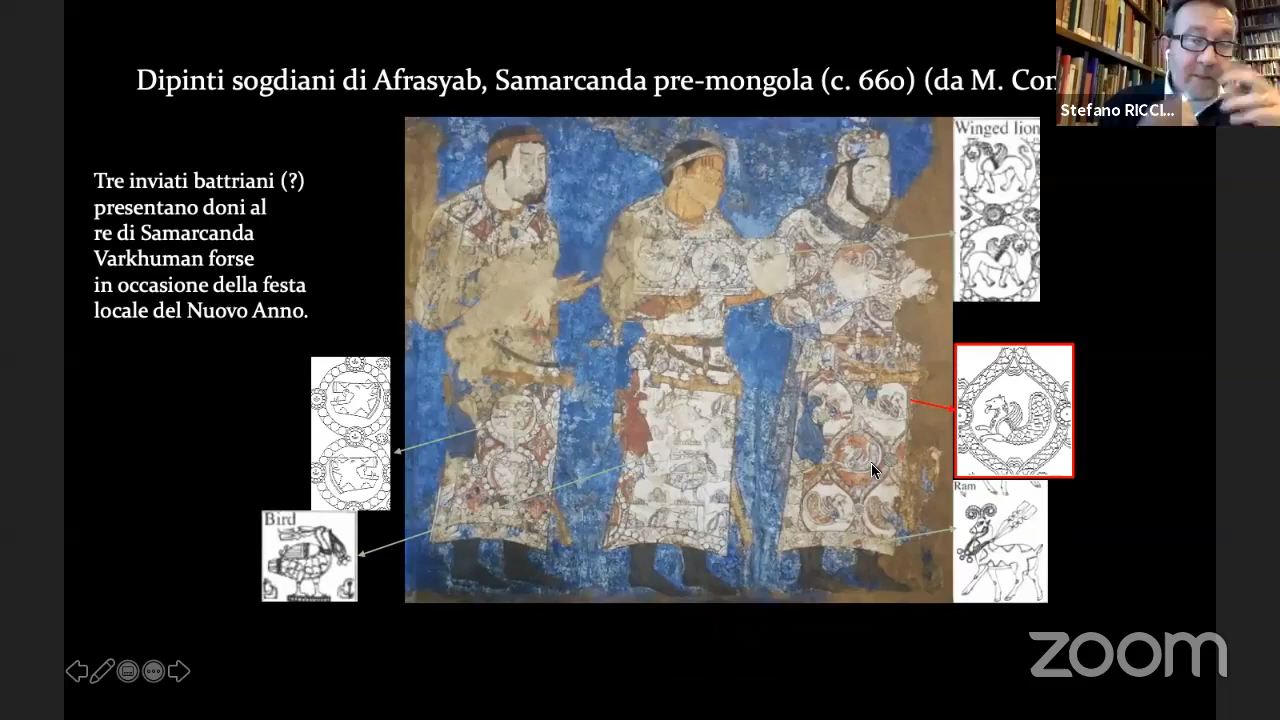 Dipinti sogdiani di Afrasyab, Samarcanda pre-mongola (c. 660) (da M. Com
Stefano RICCI...
Tre inviati battriani (?)
presentano doni al
re di Samarcanda
Varkhuman forse
in occasione della festa
locale del Nuovo Anno.
Winged lion
Bird
Ram
zoom